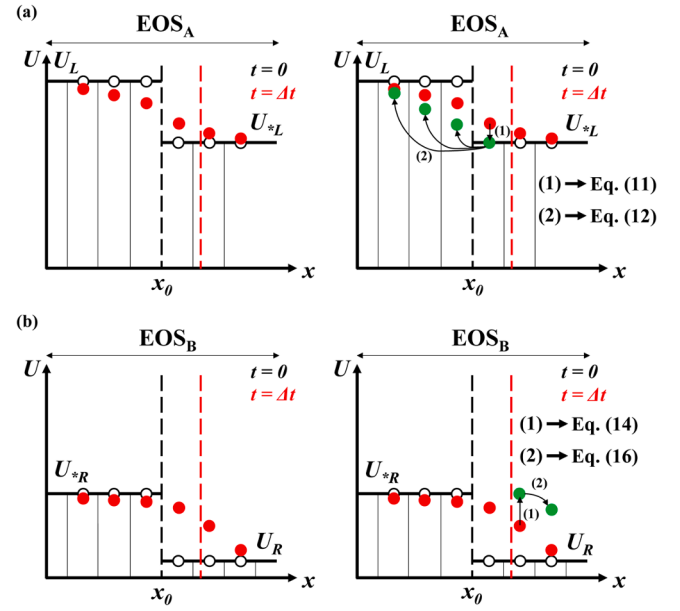 (a)
EOS_A
U U_L t = 0
t = Δt
U_*L
x_0 x
EOS_A
U U_L t = 0
t = Δt
U_*L
(1)
(2)
(1) → Eq. (11)
(2) → Eq. (12)
x_0 x
(b)
EOS_B
U t = 0
t = Δt
U_*R
U_R
x_0 x
EOS_B
U t = 0
t = Δt
(1) → Eq. (14)
(2) → Eq. (16)
U_*R
(2)
(1)
U_R
x_0 x